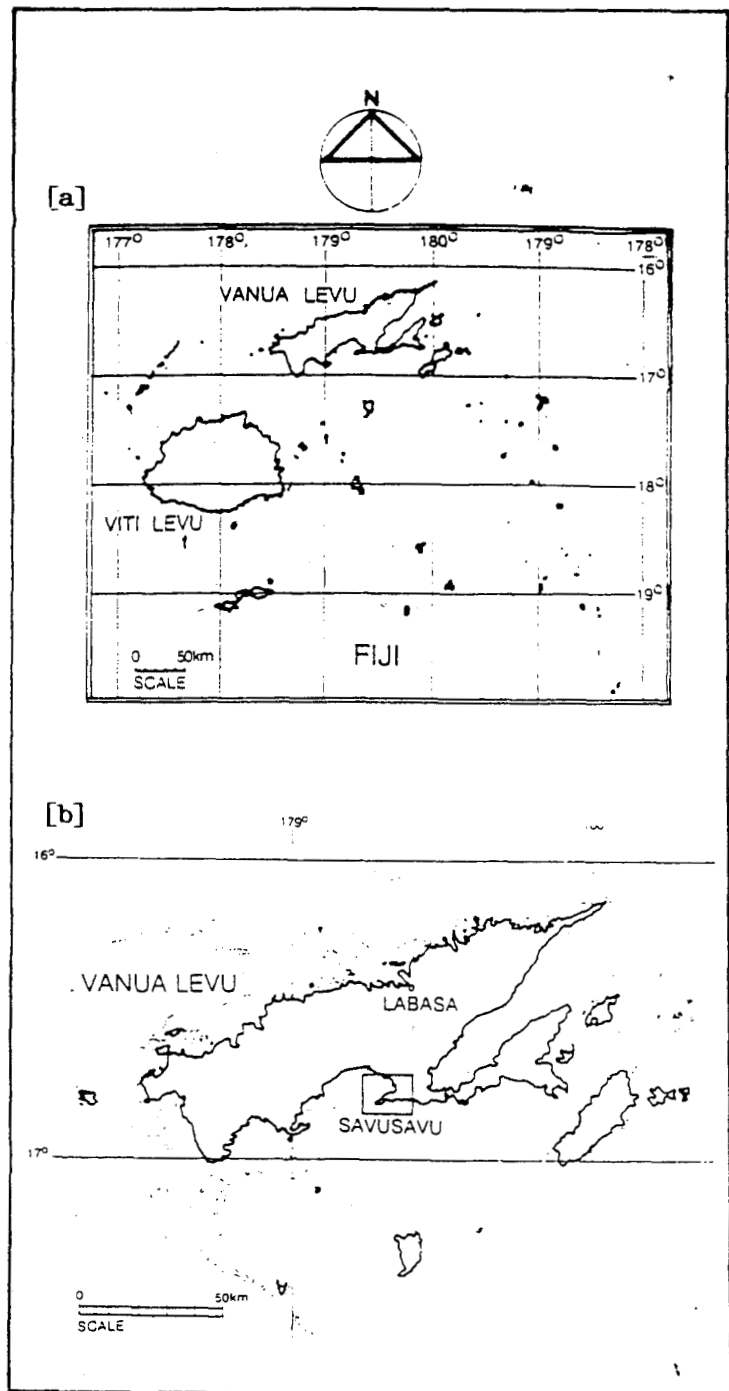 N
[a]
177° 178° 179° 180° 179° 178°
16°
VANUA LEVU
17°
18°
VITI LEVU
19°
0 50km
SCALE
FIJI
[b]
179°
16°
VANUA LEVU
LABASA
SAVUSAVU
17°
0 50km
SCALE